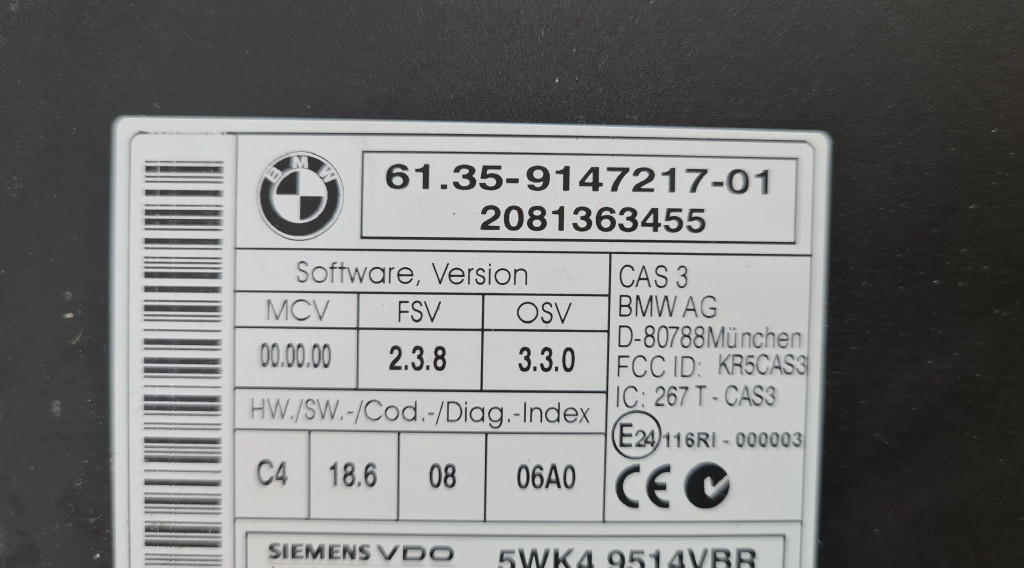 BMW
61.35-9147217-01
2081363455
Software, Version
MCV FSV OSV
00.00.00 2.3.8 3.3.0
HW./SW.-/Cod.-/Diag.-Index
C4 18.6 08 06A0
CAS 3
BMW AG
D-80788München
FCC ID: KR5CAS3
IC: 267 T - CAS3
E24 116RI - 000003
CE
SIEMENS VDO 5WK4 9514VBR